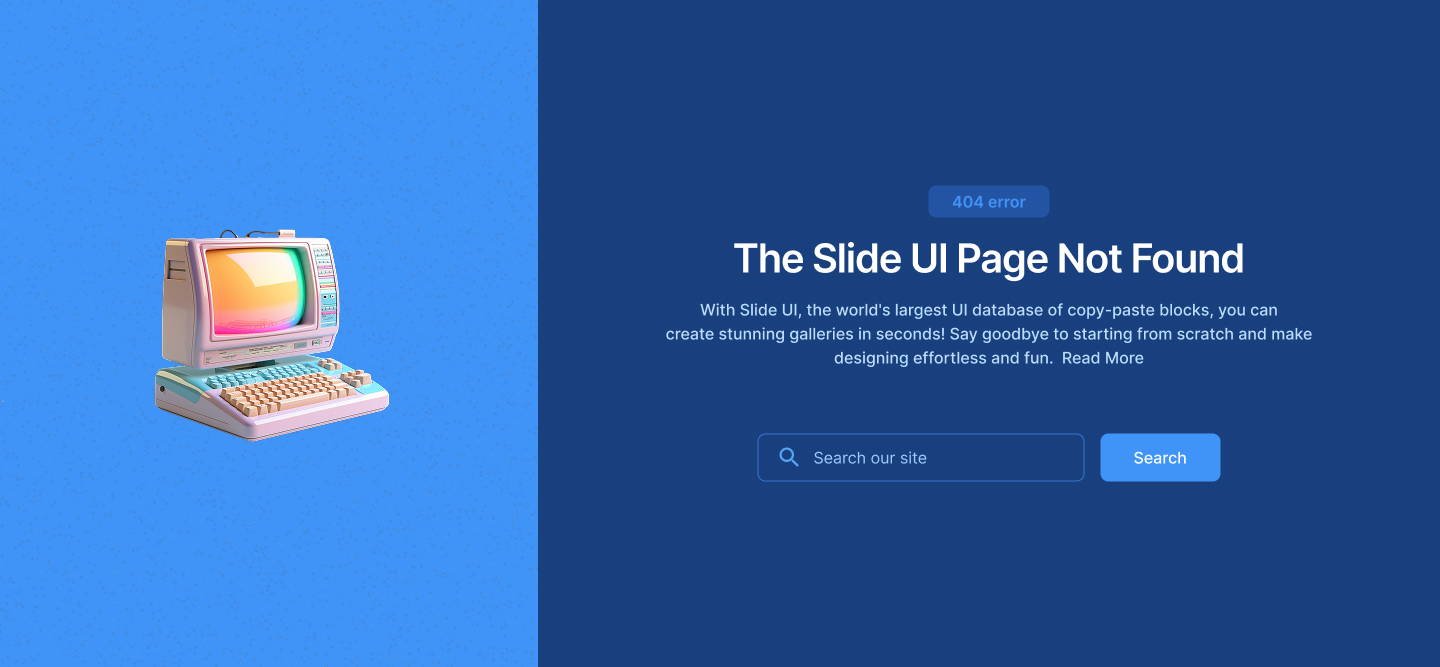 404 error
The Slide UI Page Not Found
With Slide UI, the world's largest UI database of copy-paste blocks, you can
create stunning galleries in seconds! Say goodbye to starting from scratch and make
designing effortless and fun. Read More
Search our site
Search